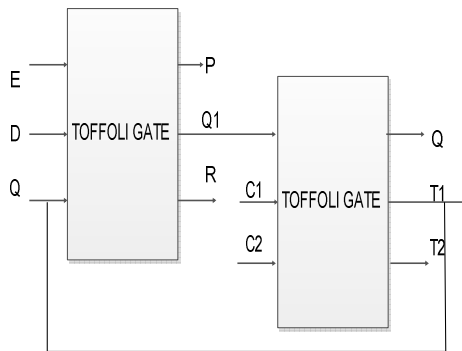 E
D
Q
TOFFOLI GATE
P
Q1
R
C1
C2
TOFFOLI GATE
Q
T1
T2